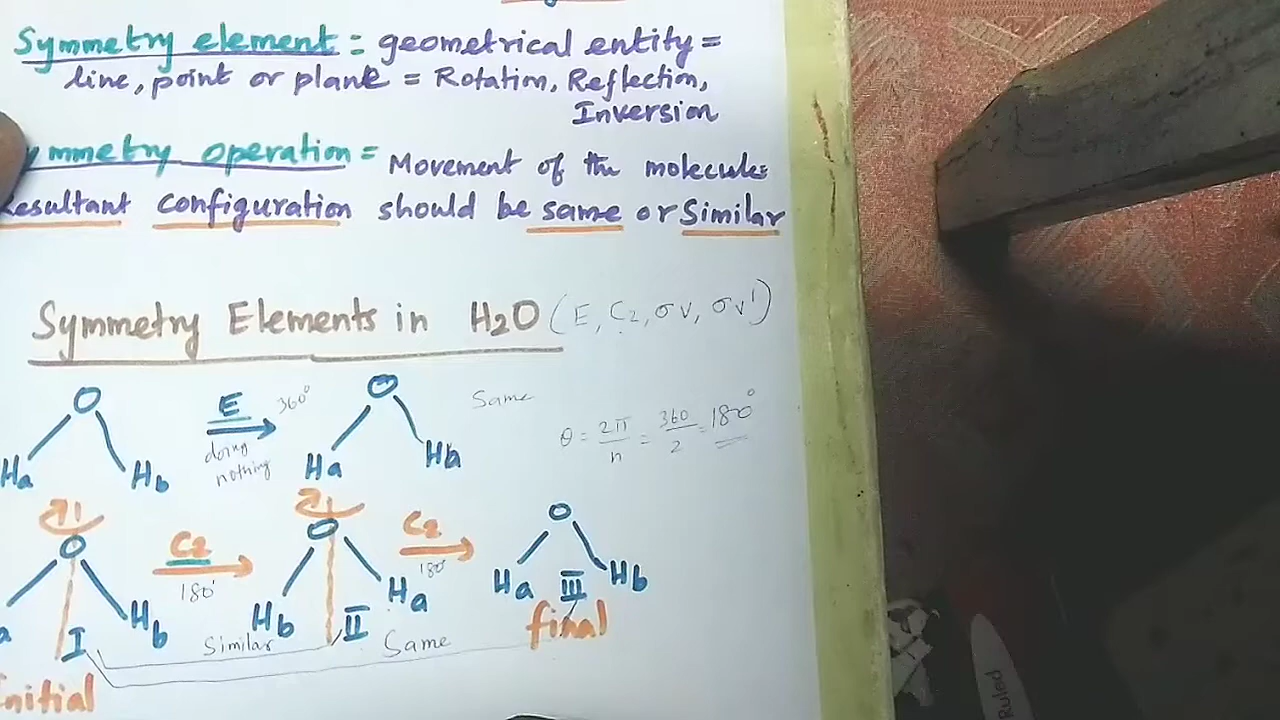 Symmetry element = geometrical entity =
line, point or plane = Rotation, Reflection,
Inversion
ymmetry operation = Movement of the molecules
Resultant configuration should be same or Similar
Symmetry Elements in H2O (E, C2, σv, σv')
O E 360° O Same
doing nothing
θ = 2π/n = 360/2 = 180°
Ha Hb Ha Hb
O C2 O C2 O
180° 180°
a Hb Hb Ha Ha Hb
I Similar II Same III
Initial final
Ruled